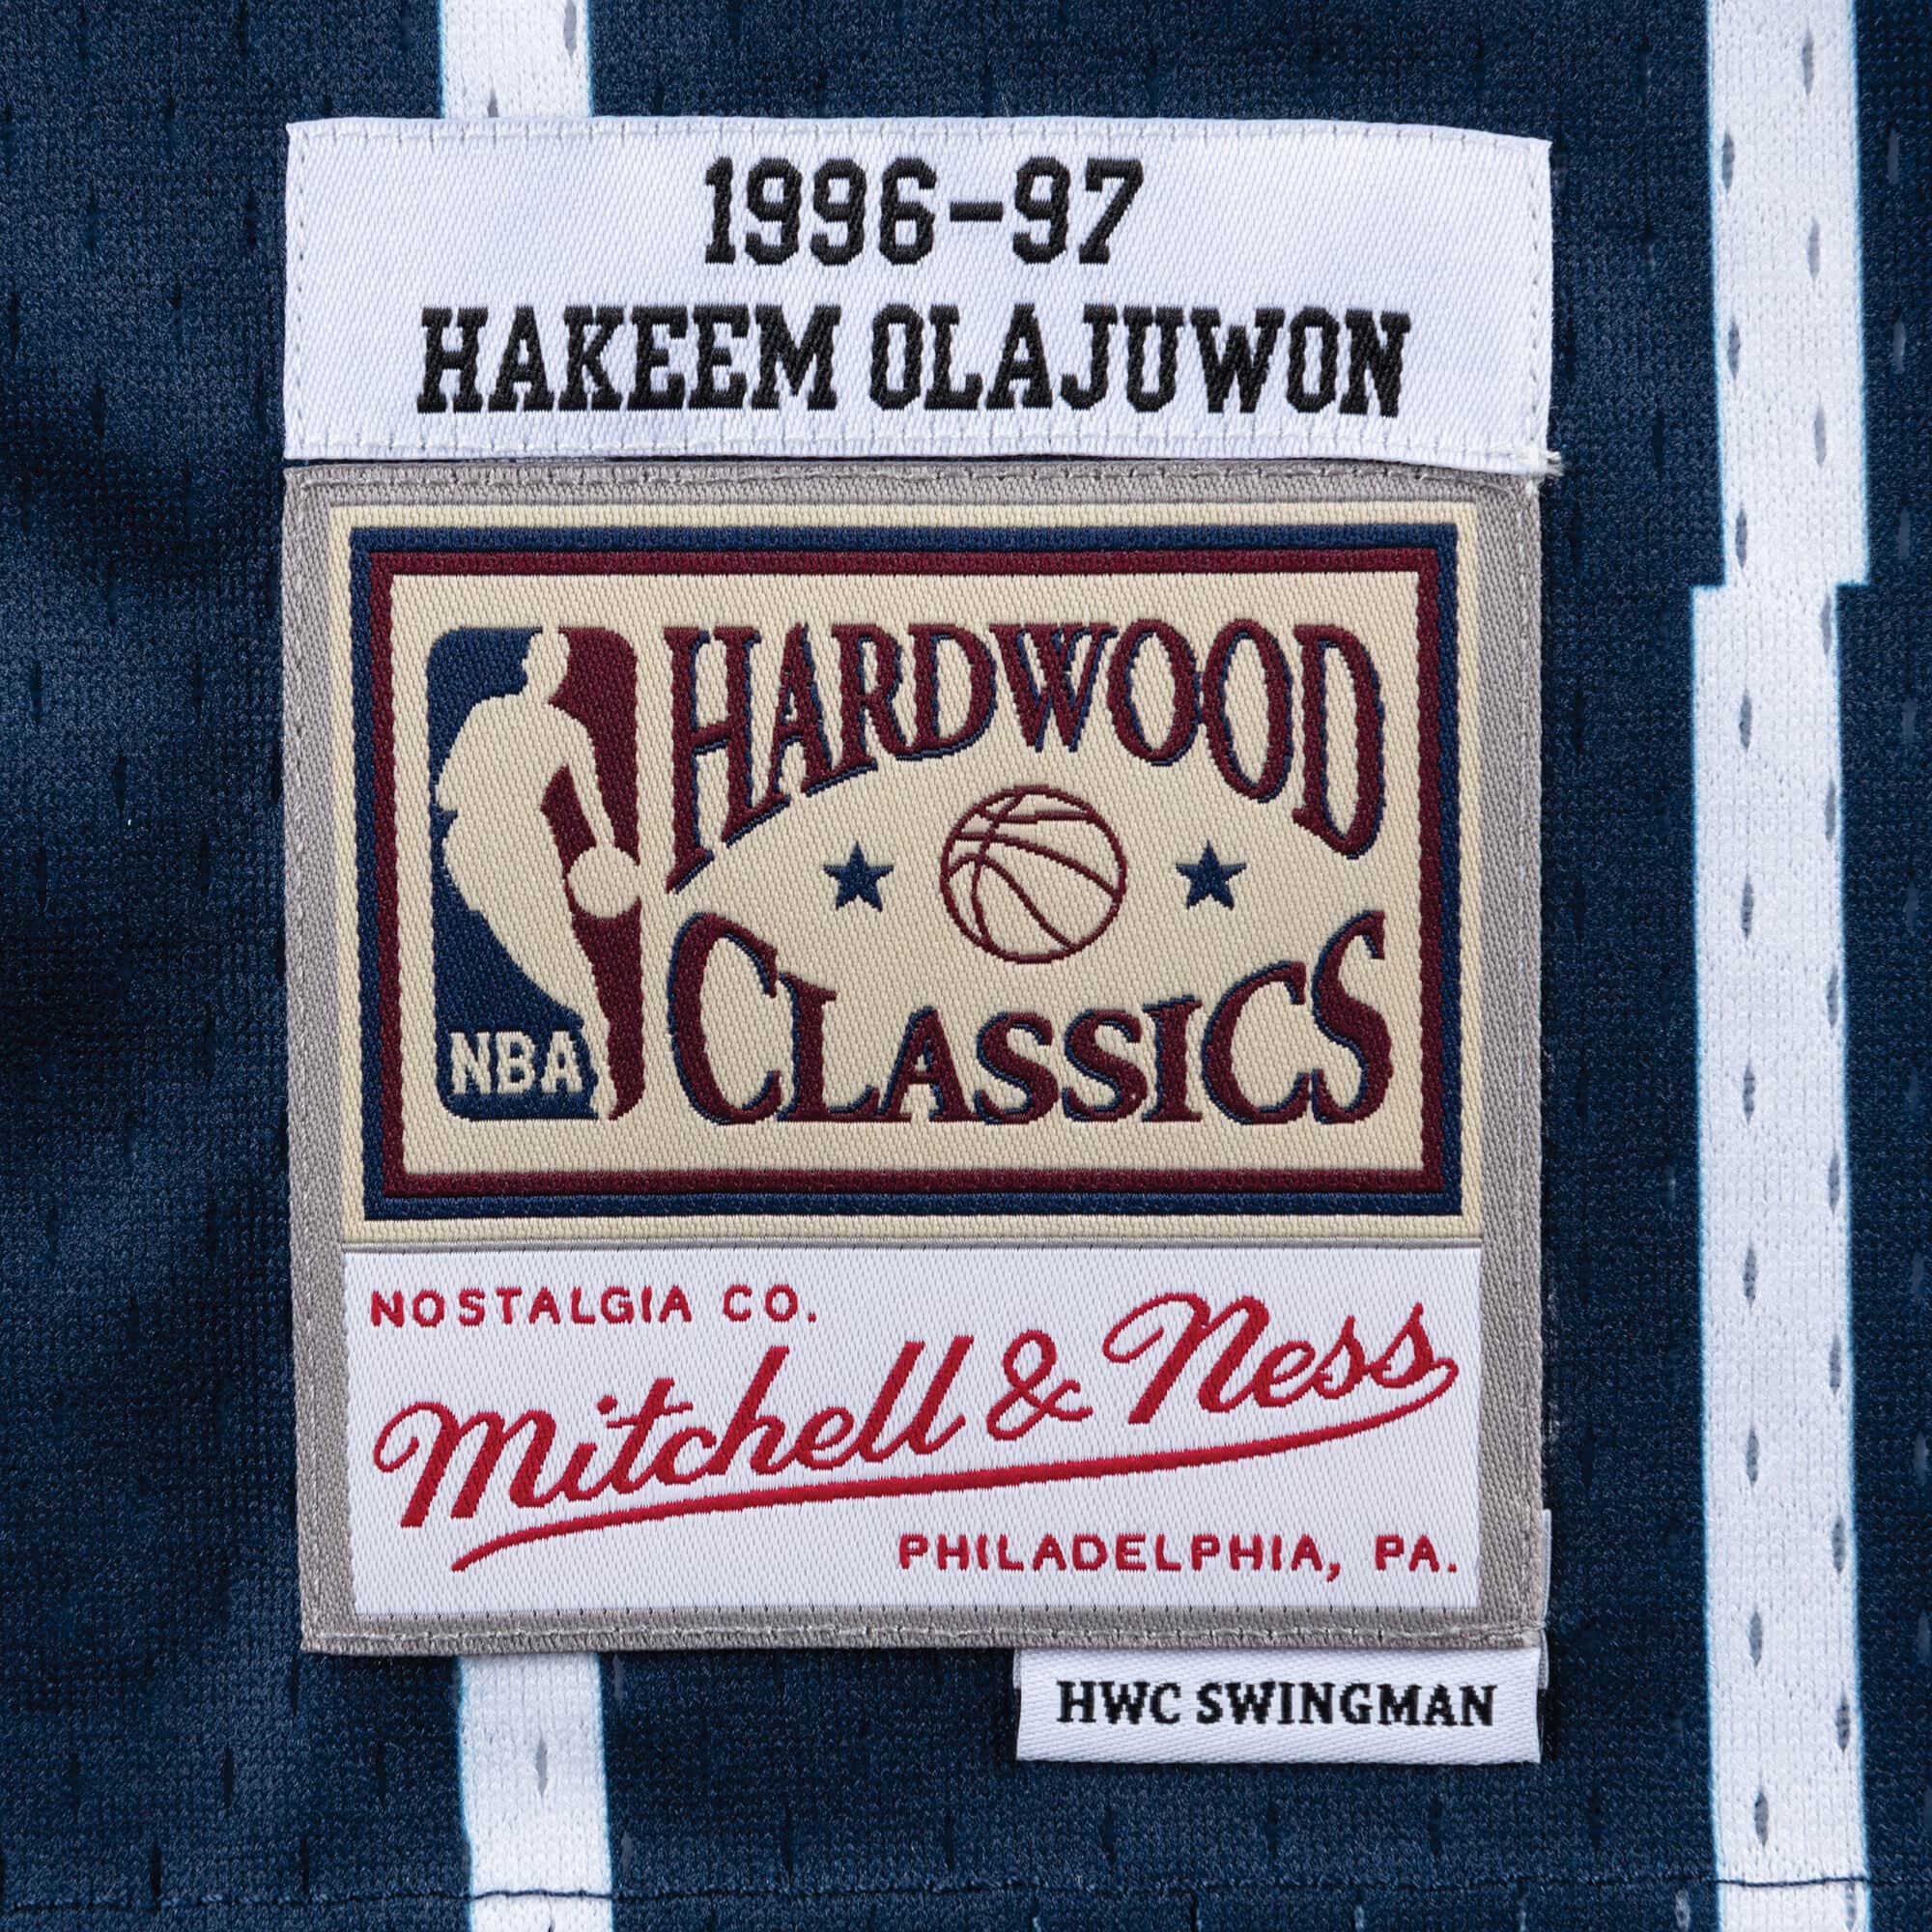 1996-97
HAKEEM OLAJUWON
HARDWOOD
CLASSICS
NBA
NOSTALGIA CO.
Mitchell & Ness
PHILADELPHIA, PA.
HWC SWINGMAN